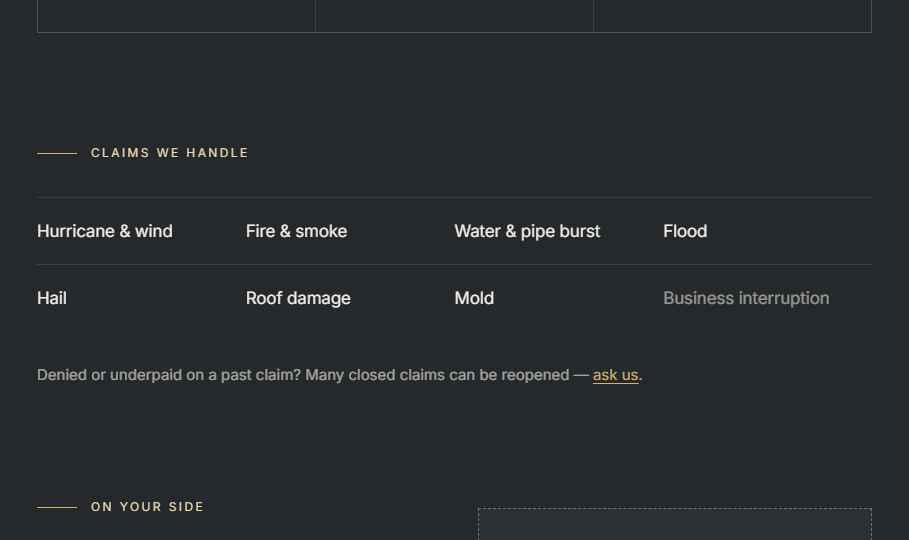 CLAIMS WE HANDLE
Hurricane & wind
Fire & smoke
Water & pipe burst
Flood
Hail
Roof damage
Mold
Business interruption
Denied or underpaid on a past claim? Many closed claims can be reopened — ask us.
ON YOUR SIDE